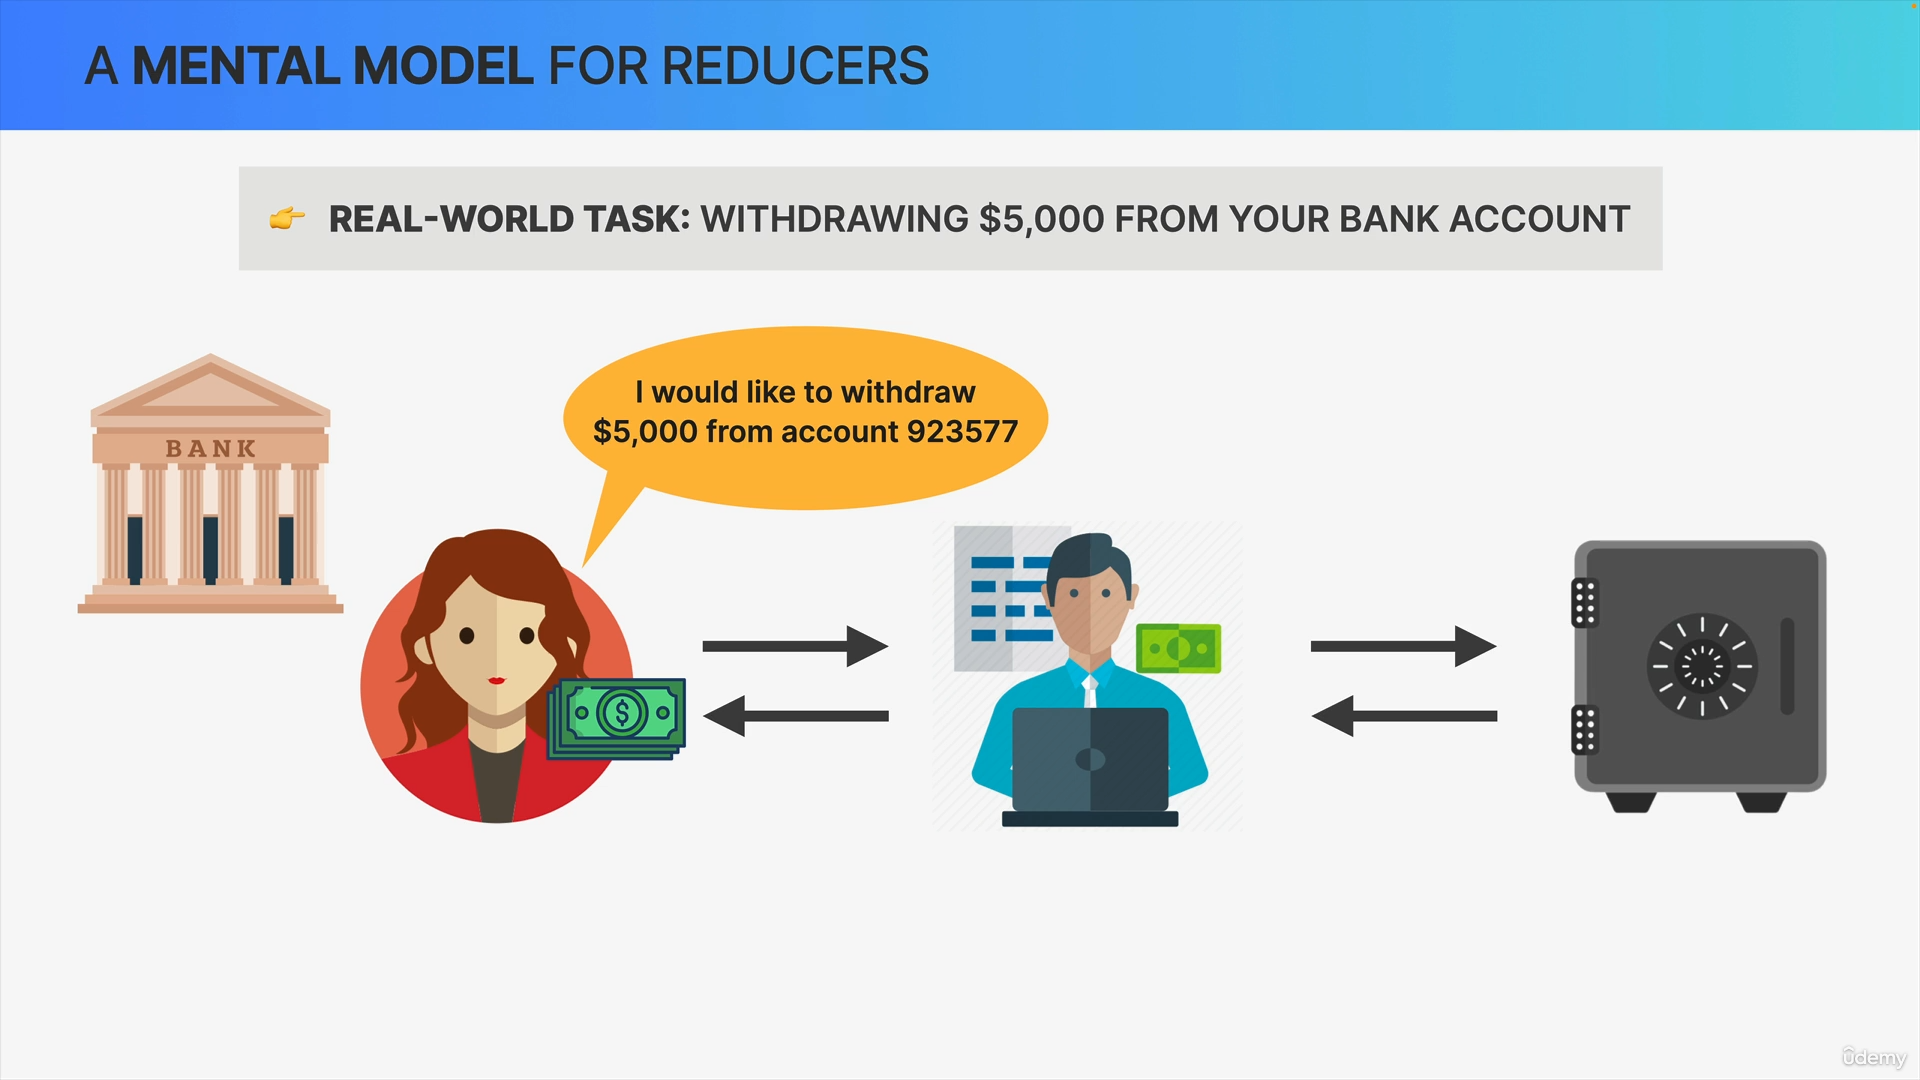 A MENTAL MODEL FOR REDUCERS
👉 REAL-WORLD TASK: WITHDRAWING $5,000 FROM YOUR BANK ACCOUNT
I would like to withdraw
$5,000 from account 923577
BANK
$
ûdemy